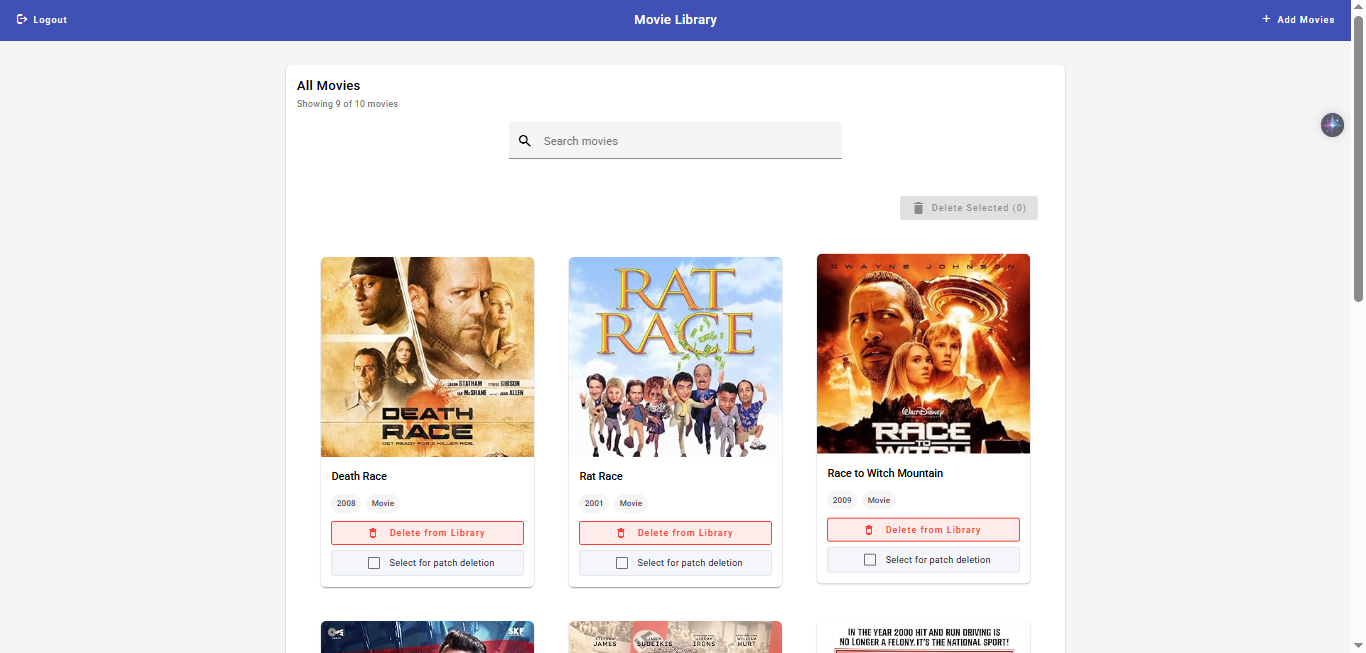 Logout
Movie Library
+ Add Movies
All Movies
Showing 9 of 10 movies
Search movies
Delete Selected (0)
JASON STATHAM TYRESE GIBSON
IAN McSHANE AND JOAN ALLEN
DEATH
RACE
GET READY FOR A KILLER RIDE.
RAT
RACE
DWAYNE JOHNSON
WALT DISNEY
RACE
TO
WITCH
Death Race
2008
Movie
Delete from Library
Select for patch deletion
Rat Race
2001
Movie
Delete from Library
Select for patch deletion
Race to Witch Mountain
2009
Movie
Delete from Library
Select for patch deletion
SKF
JAMES
JASON
SUDEIKIS
JEREMY
IRONS
WILLIAM
HURT
IN THE YEAR 2000 HIT AND RUN DRIVING IS
NO LONGER A FELONY. IT'S THE NATIONAL SPORT!